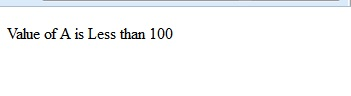 Value of A is Less than 100